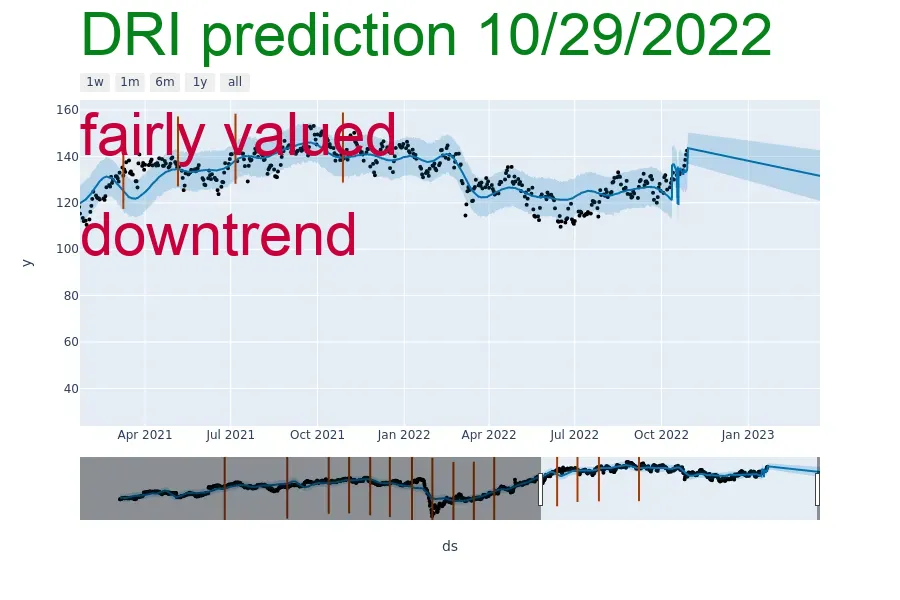 DRI prediction 10/29/2022
1w 1m 6m 1y all
160
fairly valued
140
120
downtrend
100
y
80
60
40
Apr 2021 Jul 2021 Oct 2021 Jan 2022 Apr 2022 Jul 2022 Oct 2022 Jan 2023
ds